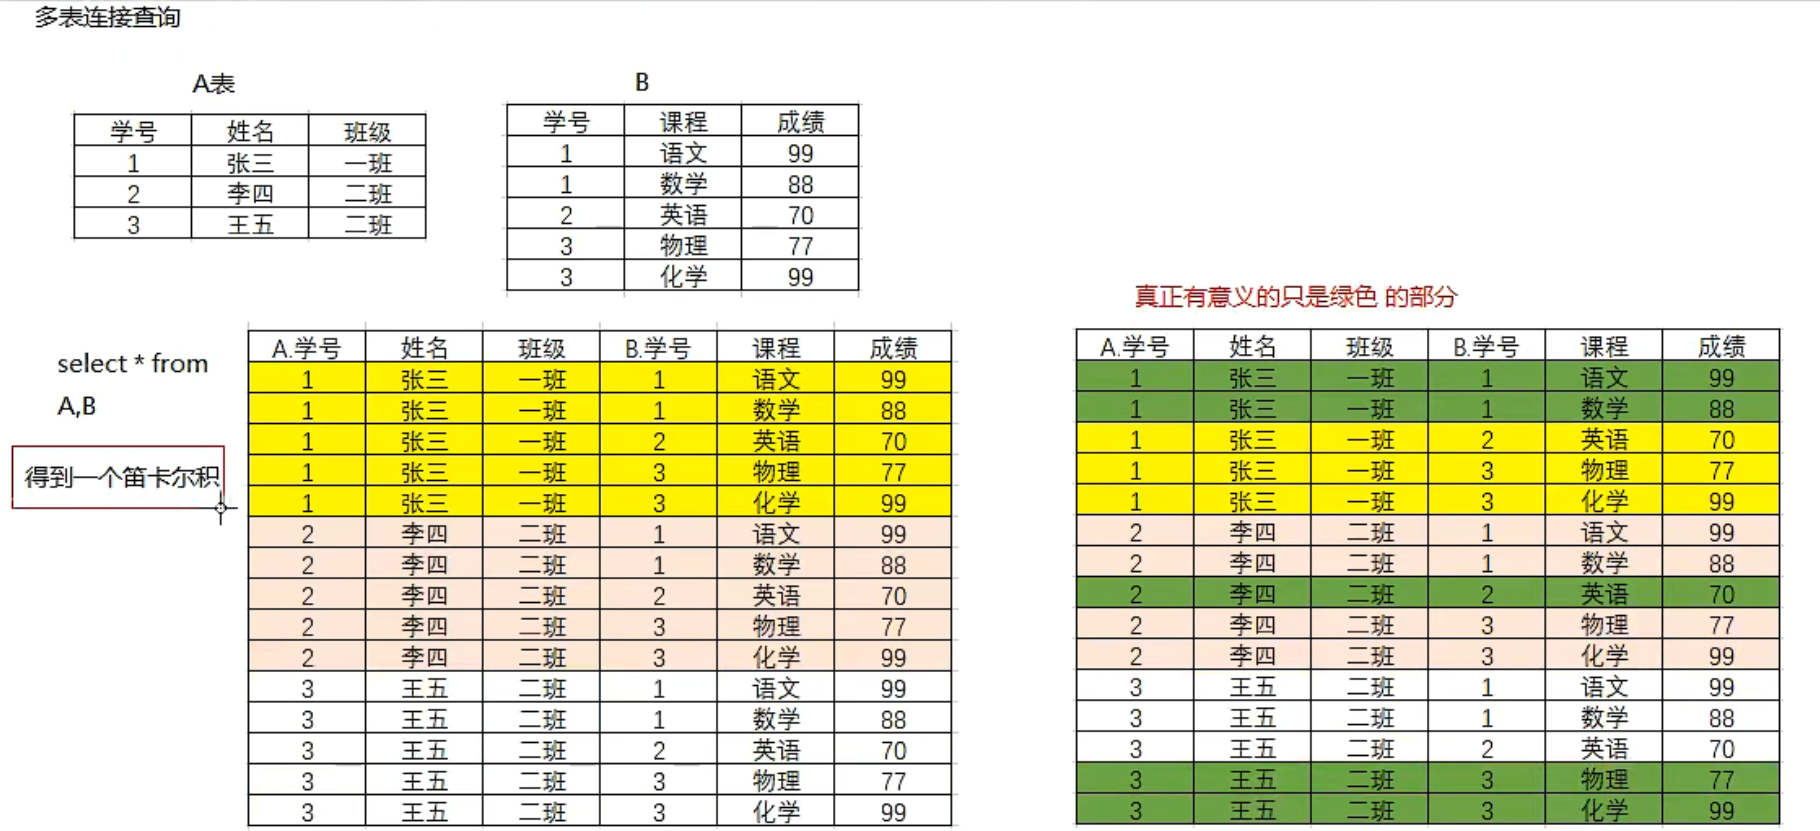 多表连接查询
A表
学号 姓名 班级
1 张三 一班
2 李四 二班
3 王五 二班
B
学号 课程 成绩
1 语文 99
1 数学 88
2 英语 70
3 物理 77
3 化学 99
select * from
A,B
得到一个笛卡尔积
A.学号 姓名 班级 B.学号 课程 成绩
1 张三 一班 1 语文 99
1 张三 一班 1 数学 88
1 张三 一班 2 英语 70
1 张三 一班 3 物理 77
1 张三 一班 3 化学 99
2 李四 二班 1 语文 99
2 李四 二班 1 数学 88
2 李四 二班 2 英语 70
2 李四 二班 3 物理 77
2 李四 二班 3 化学 99
3 王五 二班 1 语文 99
3 王五 二班 1 数学 88
3 王五 二班 2 英语 70
3 王五 二班 3 物理 77
3 王五 二班 3 化学 99
真正有意义的只是绿色 的部分
A.学号 姓名 班级 B.学号 课程 成绩
1 张三 一班 1 语文 99
1 张三 一班 1 数学 88
1 张三 一班 2 英语 70
1 张三 一班 3 物理 77
1 张三 一班 3 化学 99
2 李四 二班 1 语文 99
2 李四 二班 1 数学 88
2 李四 二班 2 英语 70
2 李四 二班 3 物理 77
2 李四 二班 3 化学 99
3 王五 二班 1 语文 99
3 王五 二班 1 数学 88
3 王五 二班 2 英语 70
3 王五 二班 3 物理 77
3 王五 二班 3 化学 99